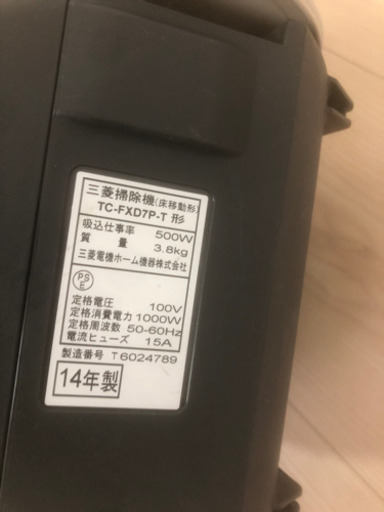 三菱掃除機(床移動形)
TC-FXD7P-T 形
吸込仕事率 500W
質 量 3.8kg
三菱電機ホーム機器株式会社
PS
E
定格電圧 100V
定格消費電力 1000W
定格周波数 50-60Hz
電流ヒューズ 15A
製造番号 T6024789
14年製